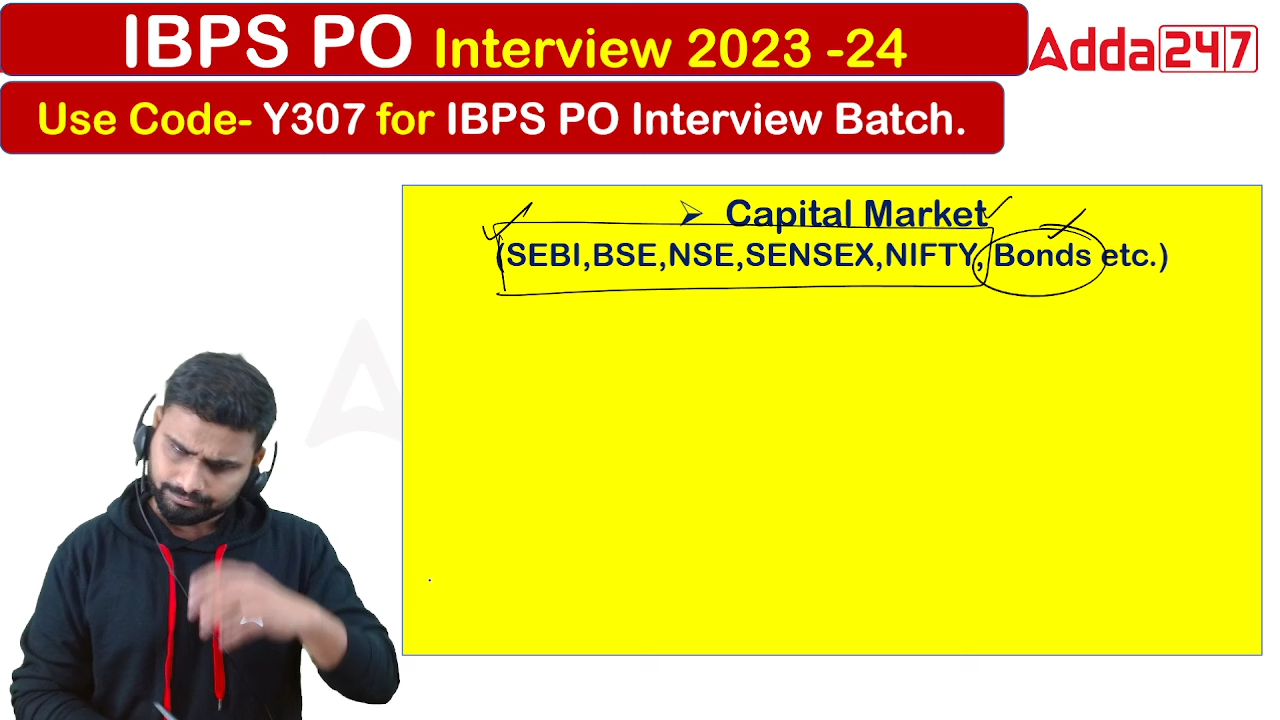 IBPS PO Interview 2023 -24
Adda247
Use Code- Y307 for IBPS PO Interview Batch.
➢ Capital Market
(SEBI,BSE,NSE,SENSEX,NIFTY, Bonds etc.)